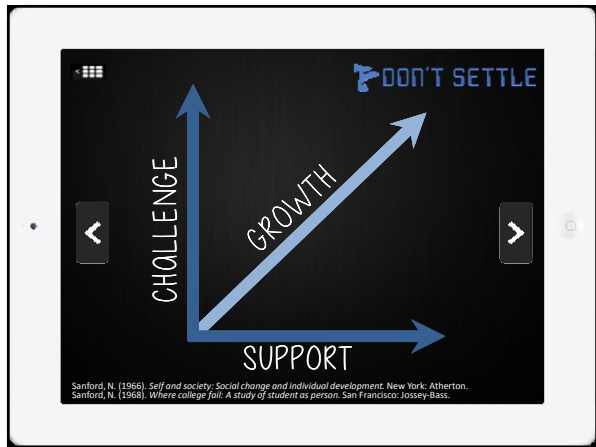 DON'T SETTLE
CHALLENGE
GROWTH
SUPPORT
Sanford, N. (1966). Self and society: Social change and individual development. New York: Atherton.
Sanford, N. (1968). Where college fail: A study of student as person. San Francisco: Jossey-Bass.